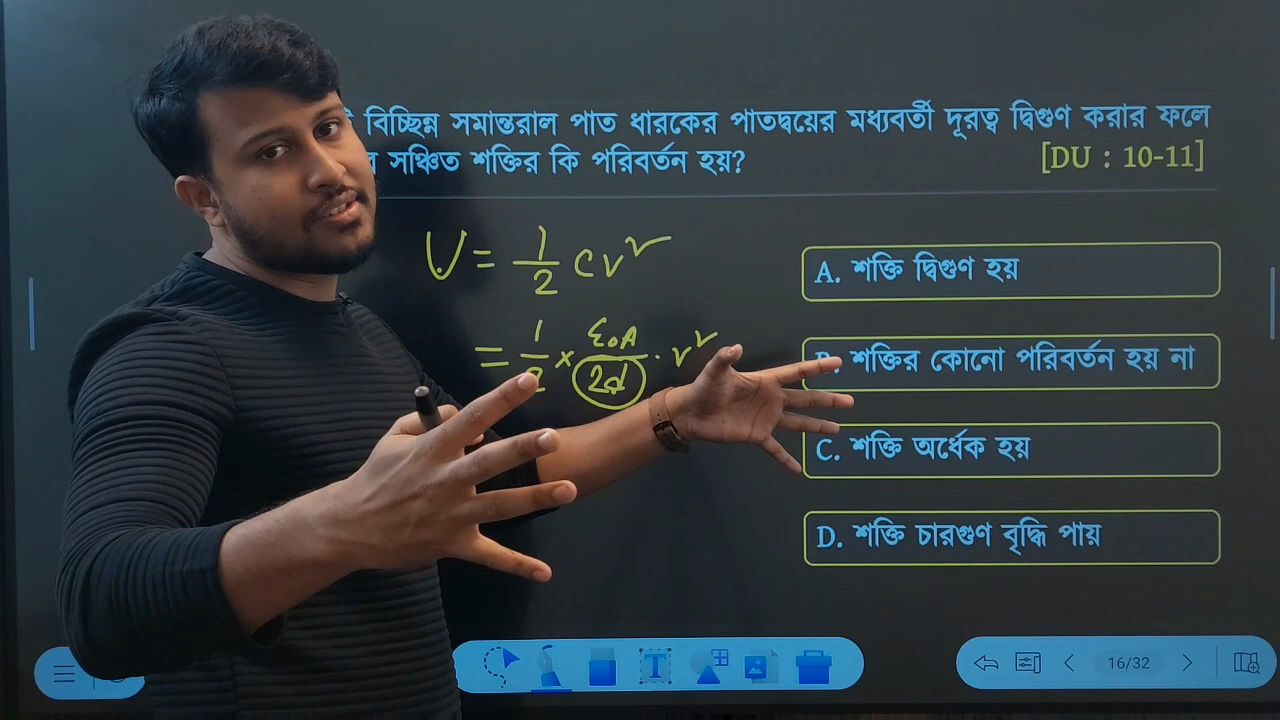 বিচ্ছিন্ন সমান্তরাল পাত ধারকের পাতদ্বয়ের মধ্যবর্তী দূরত্ব দ্বিগুণ করার ফলে
সঞ্চিত শক্তির কি পরিবর্তন হয়?
[DU : 10-11]
U = 1/2 cv²
= 1/2 × ε₀A/2d · v²
A. শক্তি দ্বিগুণ হয়
B. শক্তির কোনো পরিবর্তন হয় না
C. শক্তি অর্ধেক হয়
D. শক্তি চারগুণ বৃদ্ধি পায়
T
16/32